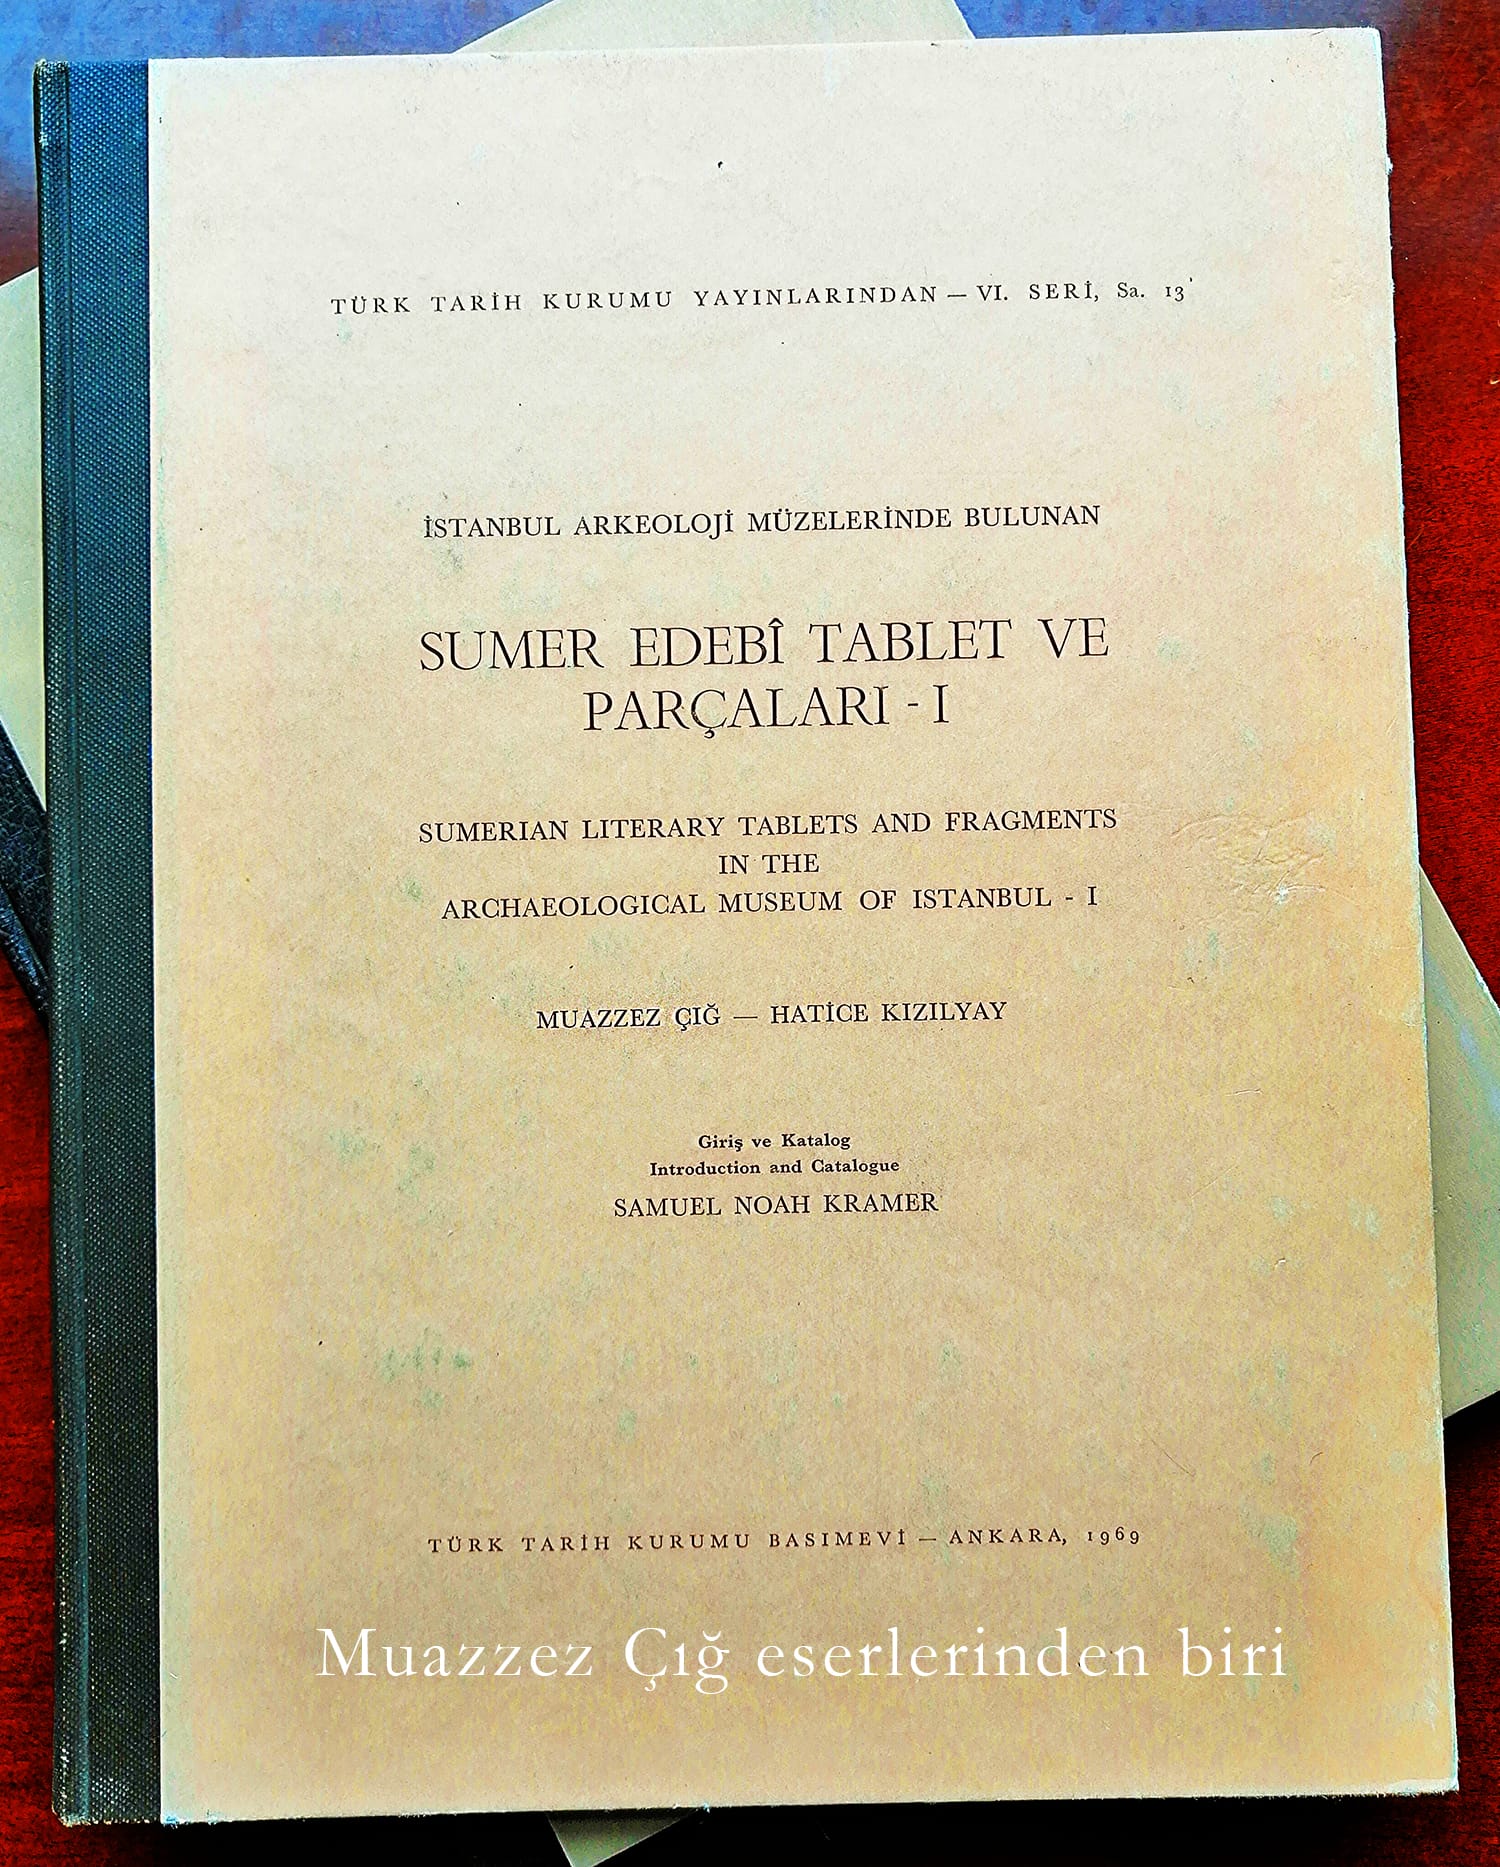 TÜRK TARİH KURUMU YAYINLARINDAN — VI. SERİ, Sa. 13
İSTANBUL ARKEOLOJİ MÜZELERİNDE BULUNAN
SUMER EDEBÎ TABLET VE
PARÇALARI - I
SUMERIAN LITERARY TABLETS AND FRAGMENTS
IN THE
ARCHAEOLOGICAL MUSEUM OF ISTANBUL - I
MUAZZEZ ÇIĞ — HATİCE KIZILYAY
Giriş ve Katalog
Introduction and Catalogue
SAMUEL NOAH KRAMER
TÜRK TARİH KURUMU BASIMEVİ — ANKARA, 1969
Muazzez Çığ eserlerinden biri